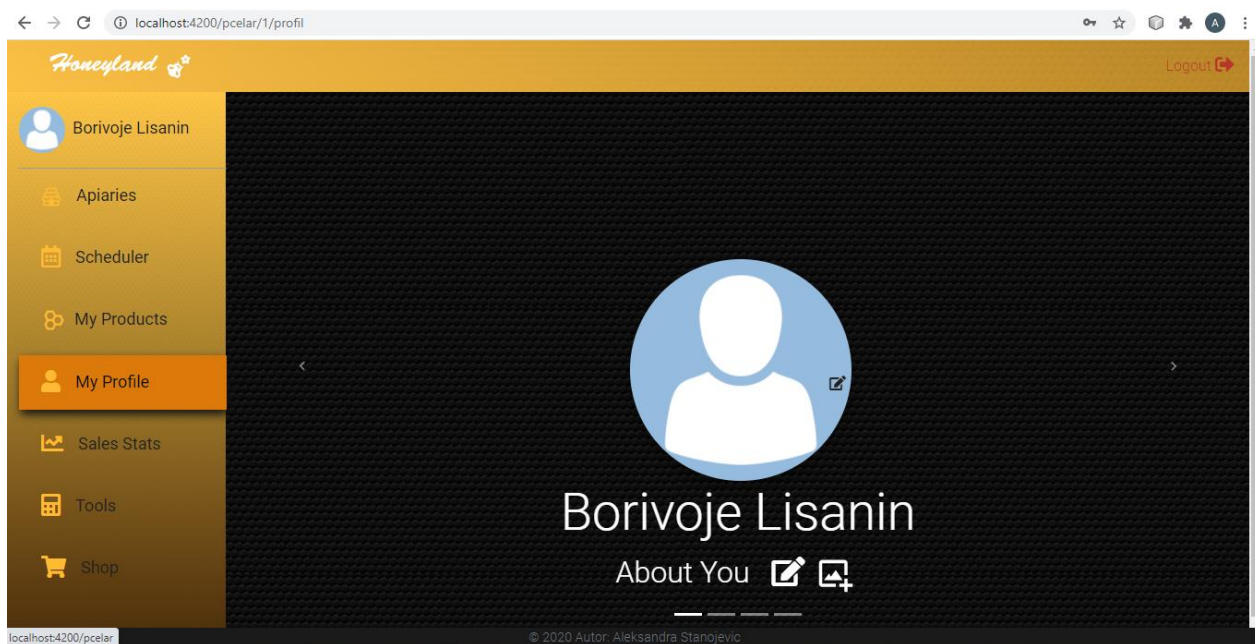 localhost:4200/pcelar/1/profil
A
Honeyland
Logout
Borivoje Lisanin
Apiaries
Scheduler
My Products
My Profile
Sales Stats
Tools
Shop
Borivoje Lisanin
About You
localhost:4200/pcelar
© 2020 Autor: Aleksandra Stanojevic